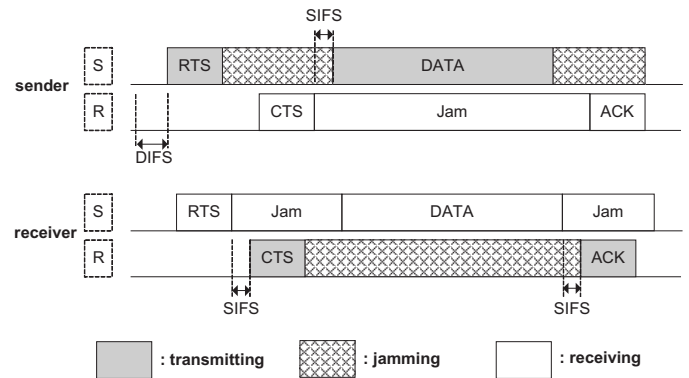 SIFS
S RTS DATA
sender
R CTS Jam ACK
DIFS
S RTS Jam DATA Jam
receiver
R CTS ACK
SIFS SIFS
: transmitting : jamming : receiving